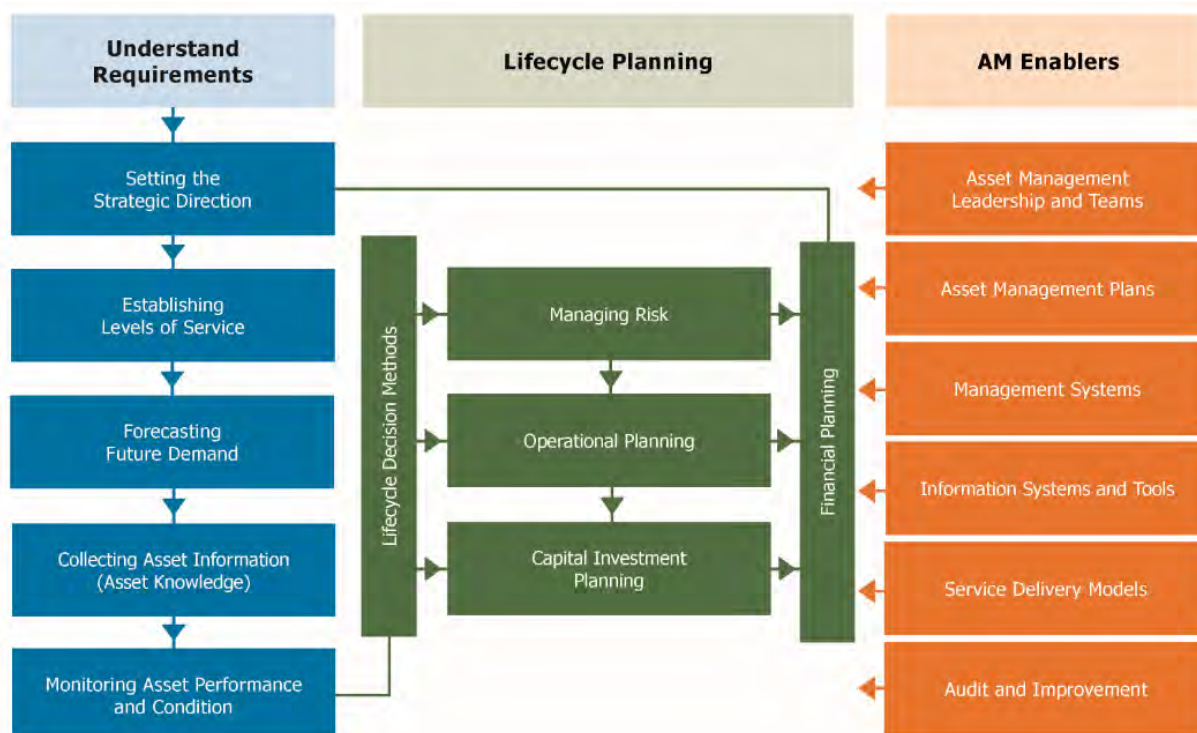 Understand
Requirements
Setting the
Strategic Direction
Establishing
Levels of Service
Forecasting
Future Demand
Collecting Asset Information
(Asset Knowledge)
Monitoring Asset Performance
and Condition
Lifecycle Planning
Lifecycle Decision Methods
Managing Risk
Operational Planning
Capital Investment
Planning
Financial Planning
AM Enablers
Asset Management
Leadership and Teams
Asset Management Plans
Management Systems
Information Systems and Tools
Service Delivery Models
Audit and Improvement